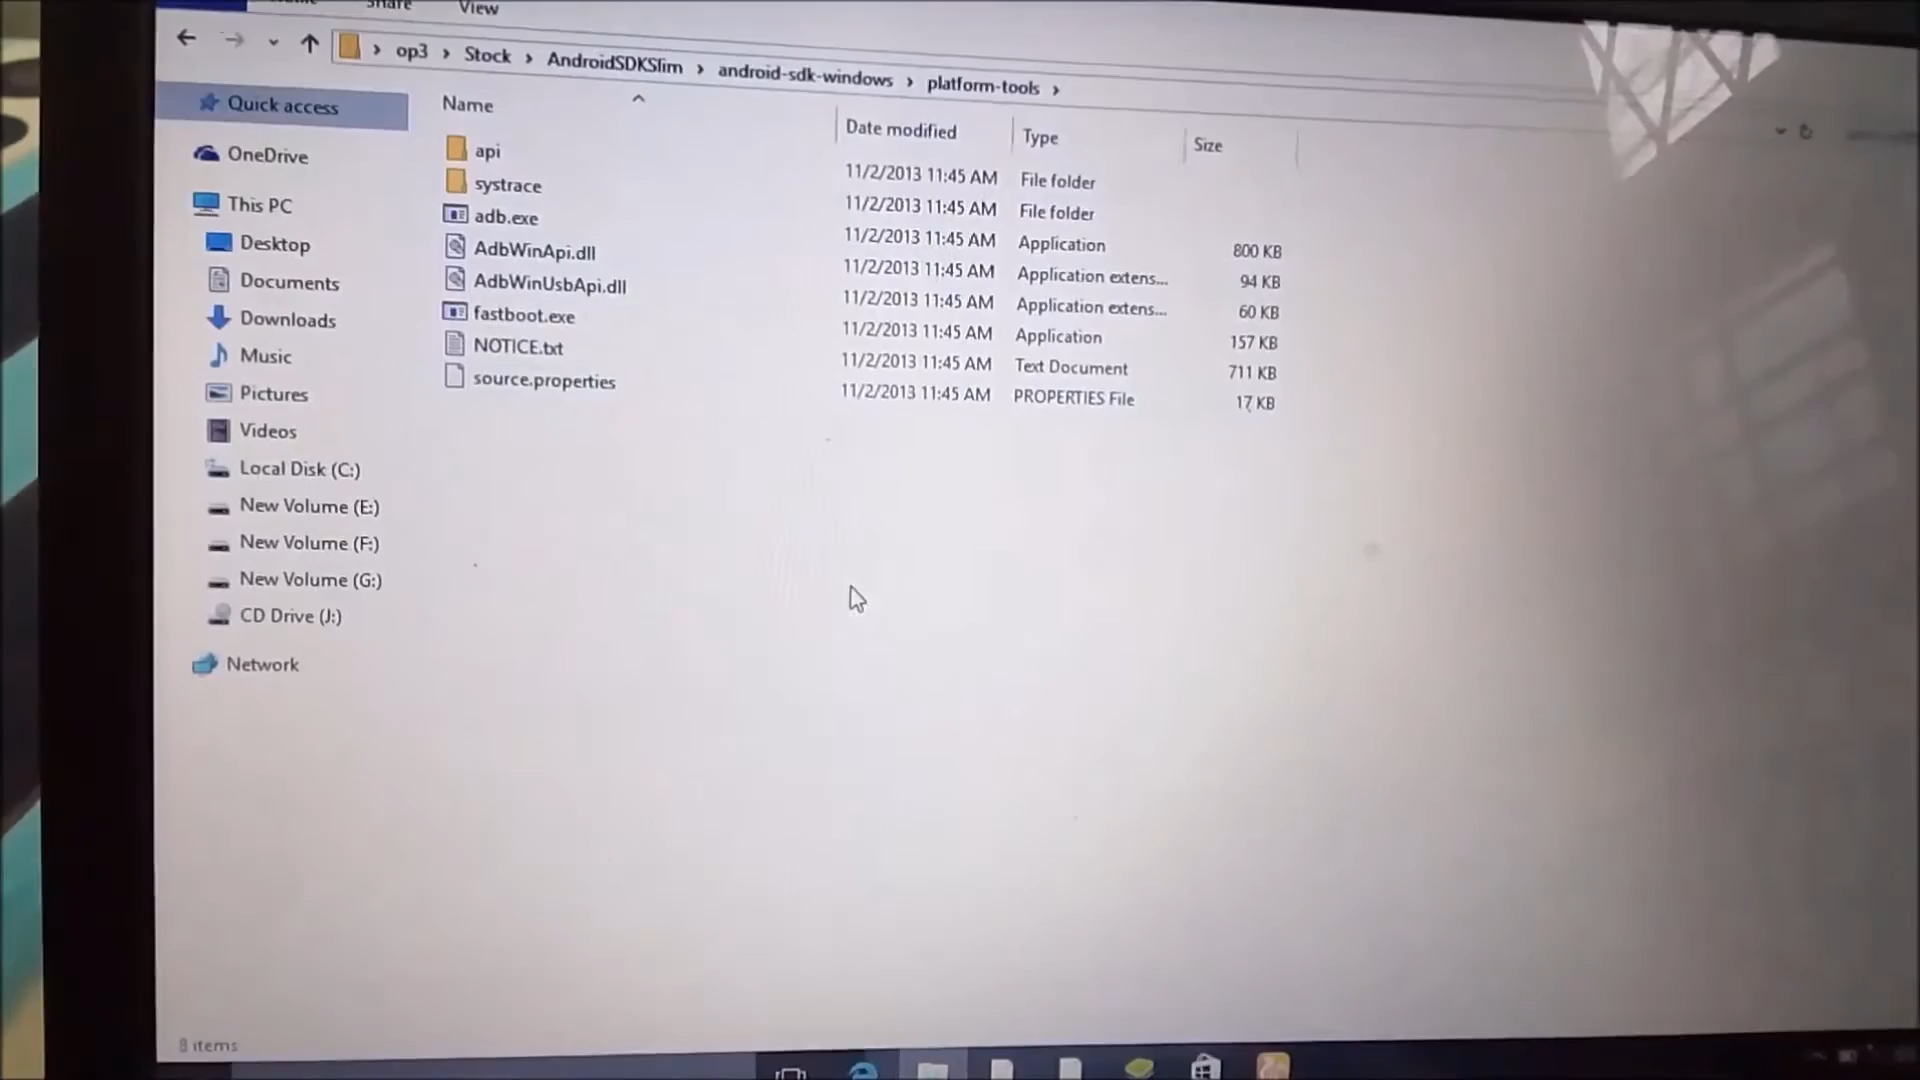 Share View
op3 › Stock › AndroidSDKSlim › android-sdk-windows › platform-tools ›
Quick access
OneDrive
This PC
Desktop
Documents
Downloads
Music
Pictures
Videos
Local Disk (C:)
New Volume (E:)
New Volume (F:)
New Volume (G:)
CD Drive (J:)
Network
Name Date modified Type Size
api 11/2/2013 11:45 AM File folder
systrace 11/2/2013 11:45 AM File folder
adb.exe 11/2/2013 11:45 AM Application 800 KB
AdbWinApi.dll 11/2/2013 11:45 AM Application extens... 94 KB
AdbWinUsbApi.dll 11/2/2013 11:45 AM Application extens... 60 KB
fastboot.exe 11/2/2013 11:45 AM Application 157 KB
NOTICE.txt 11/2/2013 11:45 AM Text Document 711 KB
source.properties 11/2/2013 11:45 AM PROPERTIES File 17 KB
8 items